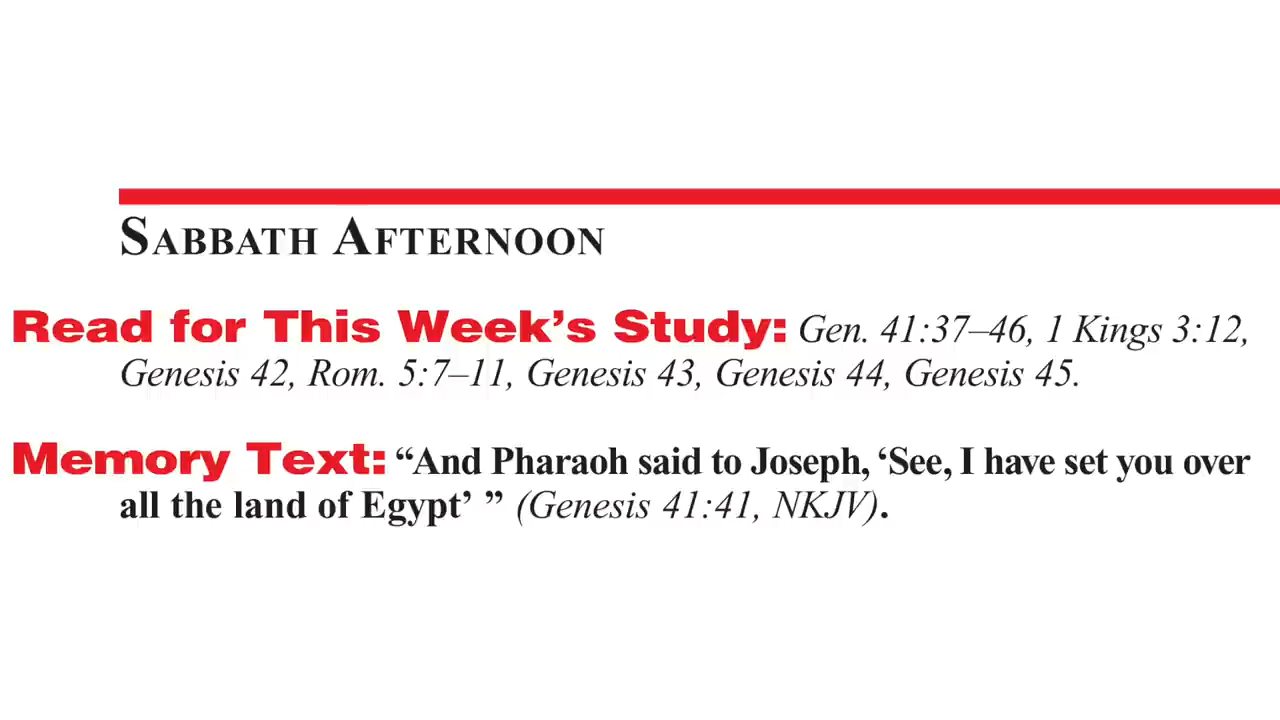 SABBATH AFTERNOON
Read for This Week’s Study: Gen. 41:37–46, 1 Kings 3:12,
Genesis 42, Rom. 5:7–11, Genesis 43, Genesis 44, Genesis 45.
Memory Text: “And Pharaoh said to Joseph, ‘See, I have set you over
all the land of Egypt’ ” (Genesis 41:41, NKJV).